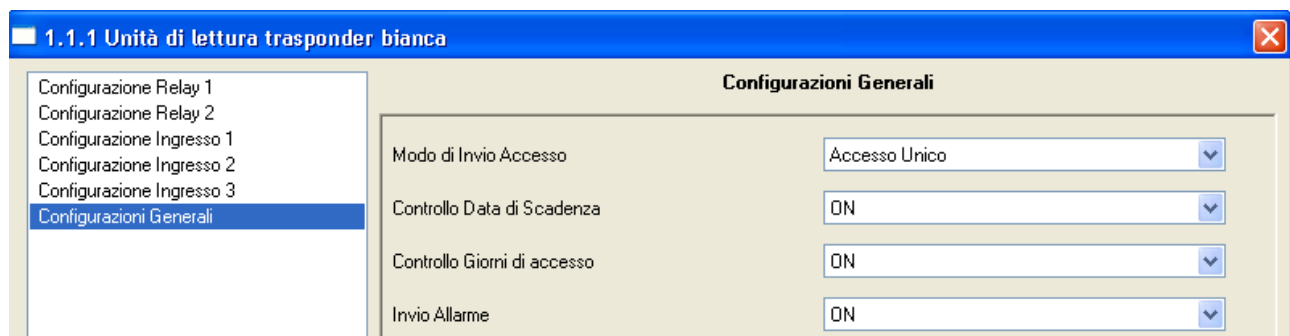 1.1.1 Unità di lettura trasponder bianca
Configurazione Relay 1
Configurazione Relay 2
Configurazione Ingresso 1
Configurazione Ingresso 2
Configurazione Ingresso 3
Configurazioni Generali
Configurazioni Generali
Modo di Invio Accesso
Accesso Unico
Controllo Data di Scadenza
ON
Controllo Giorni di accesso
ON
Invio Allarme
ON